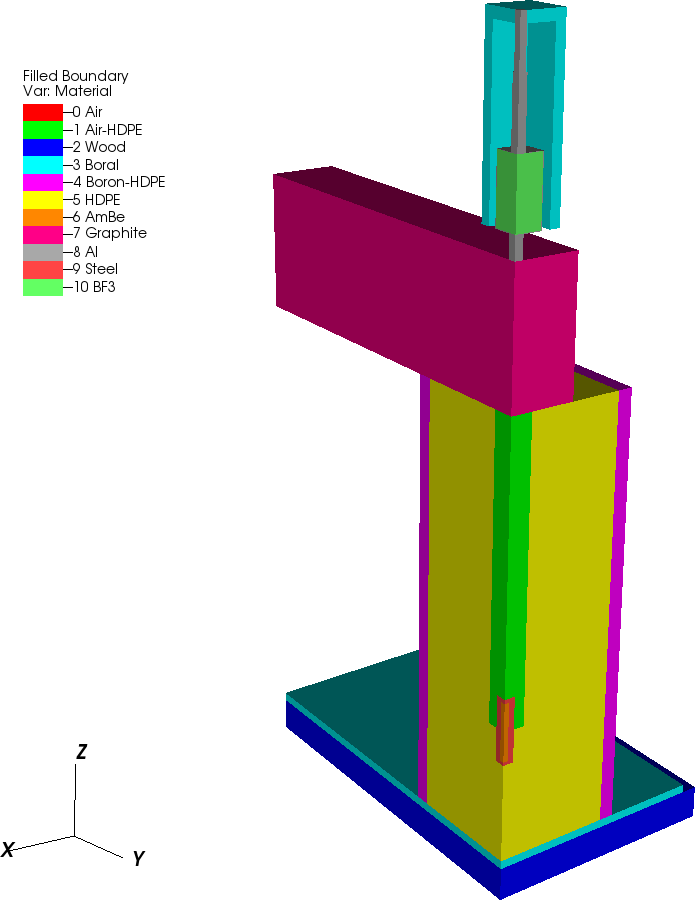 Filled Boundary
Var: Material
0 Air
1 Air-HDPE
2 Wood
3 Boral
4 Boron-HDPE
5 HDPE
6 AmBe
7 Graphite
8 Al
9 Steel
10 BF3
Z
X
Y